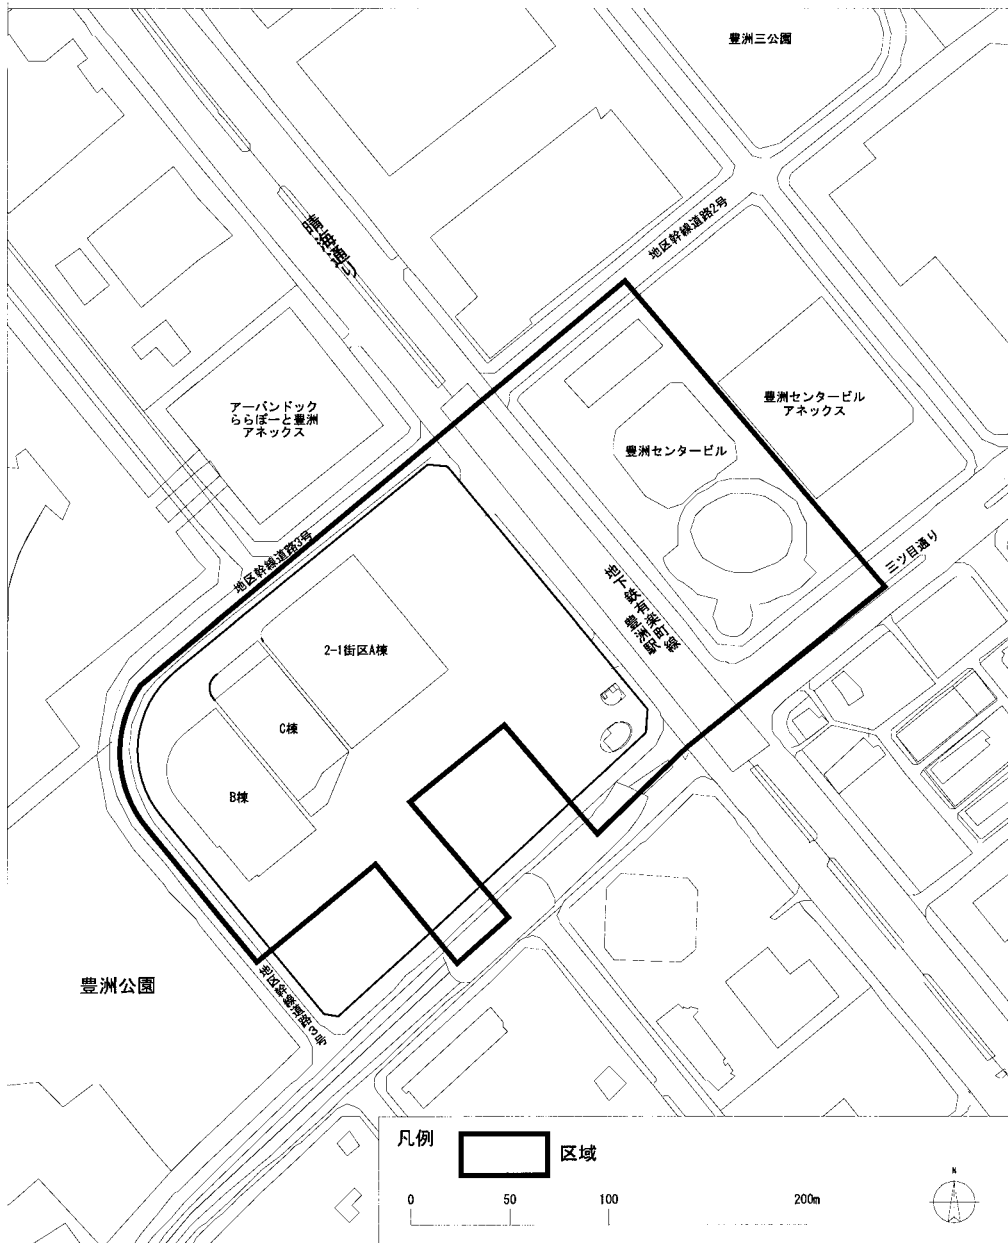 豊洲三公園
地区幹線道路2号
晴海通り
アーバンドック
ららぽーと豊洲
アネックス
豊洲センタービル
アネックス
豊洲センタービル
三ツ目通り
地区幹線道路3号
地下鉄有楽町線
豊洲駅
2-1街区A棟
C棟
B棟
豊洲公園
地区幹線道路3号
凡例
区域
0 50 100 200m
N